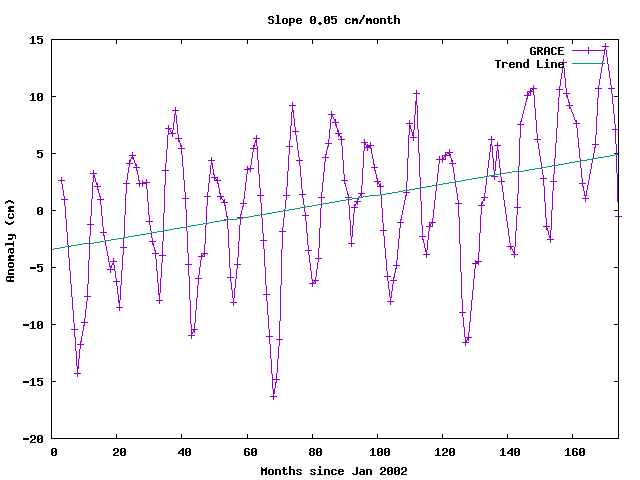 Slope 0.05 cm/month
GRACE
Trend Line
15
10
5
0
-5
-10
-15
-20
Anomaly (cm)
0 20 40 60 80 100 120 140 160
Months since Jan 2002